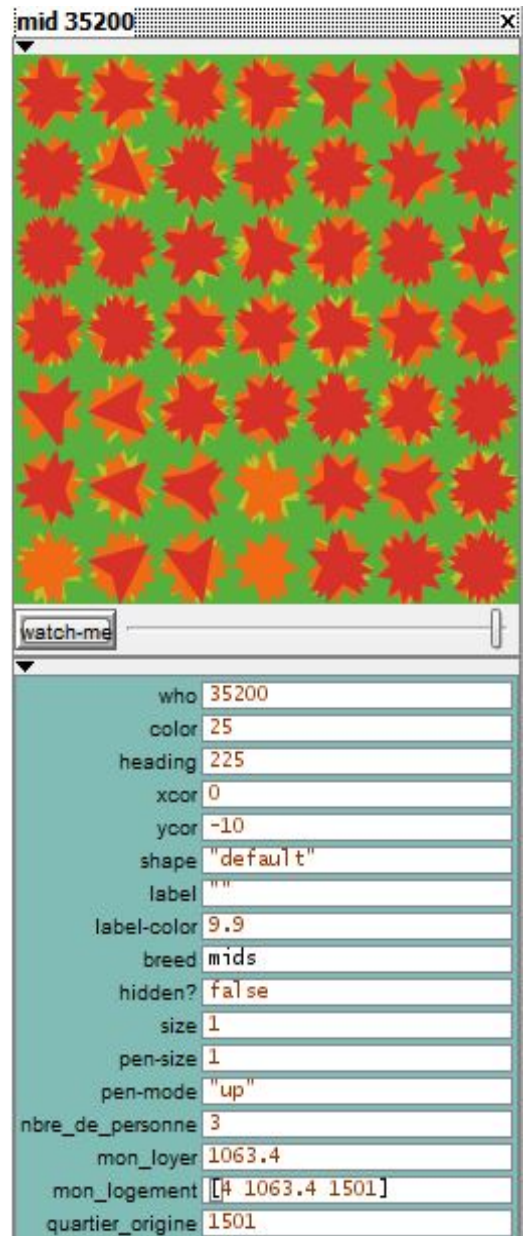 mid 35200 x
watch-me
who 35200
color 25
heading 225
xcor 0
ycor -10
shape "default"
label ""
label-color 9.9
breed mids
hidden? false
size 1
pen-size 1
pen-mode "up"
nbre_de_personne 3
mon_loyer 1063.4
mon_logement [4 1063.4 1501]
quartier_origine 1501